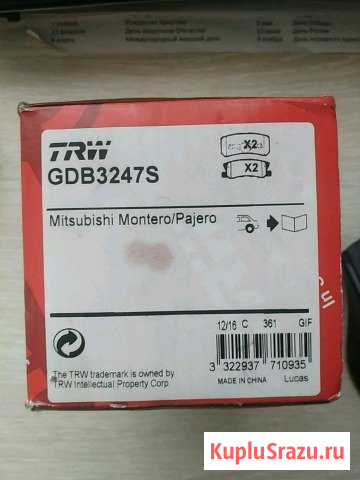 TRW
GDB3247S
X2
X2
Mitsubishi Montero/Pajero
12/16 C 361 GIF
3 322937 710935
MADE IN CHINA Lucas
The TRW trademark is owned by
TRW Intellectual Property Corp.
KupluSrazu.ru